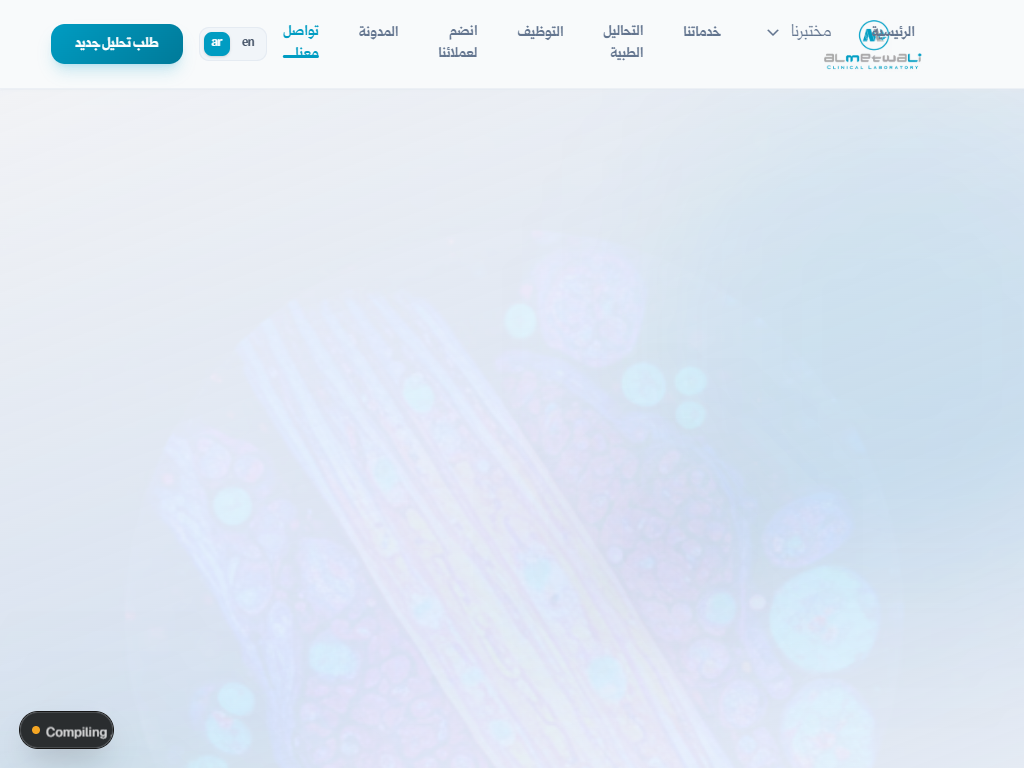 الرئيسية
almetwali
Clinical Laboratory
مختبرنا
خدماتنا
التحاليل
الطبية
التوظيف
انضم
لعملائنا
المدونة
تواصل
معنا
en
ar
طلب تحليل جديد
Compiling